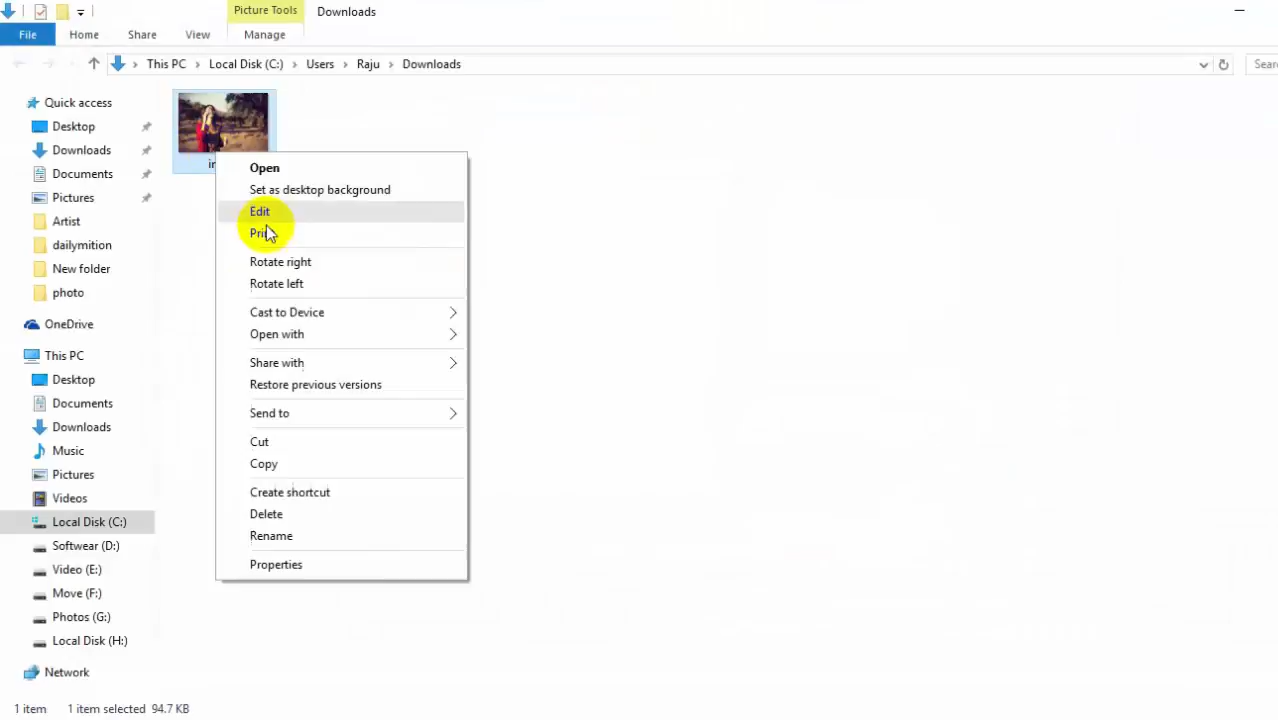 Picture Tools
Downloads
File
Home
Share
View
Manage
This PC
Local Disk (C:)
Users
Raju
Downloads
Quick access
Desktop
Downloads
Documents
Pictures
Artist
dailymition
New folder
photo
OneDrive
This PC
Desktop
Documents
Downloads
Music
Pictures
Videos
Local Disk (C:)
Softwear (D:)
Video (E:)
Move (F:)
Photos (G:)
Local Disk (H:)
Network
Open
Set as desktop background
Edit
Rotate right
Rotate left
Cast to Device
Open with
Share with
Restore previous versions
Send to
Cut
Copy
Create shortcut
Delete
Rename
Properties
1 item
1 item selected 94.7 KB